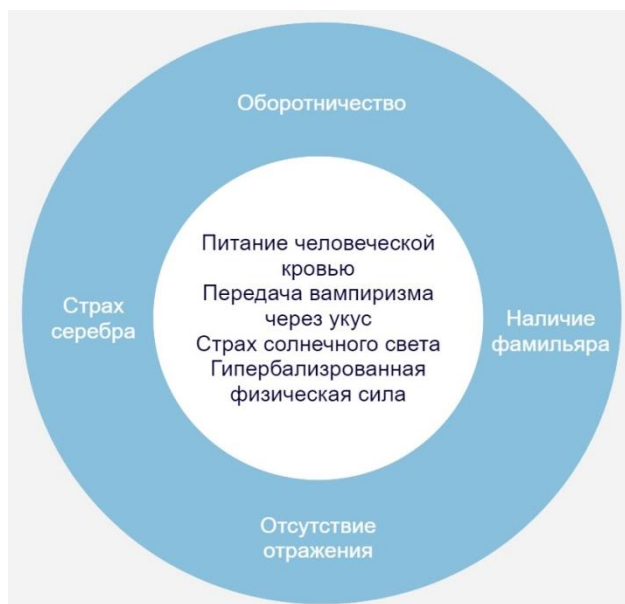 Оборотничество
Питание человеческой
кровью
Передача вампиризма
через укус
Страх солнечного света
Гипербализрованная
физическая сила
Страх
серебра
Наличие
фамильяра
Отсутствие
отражения